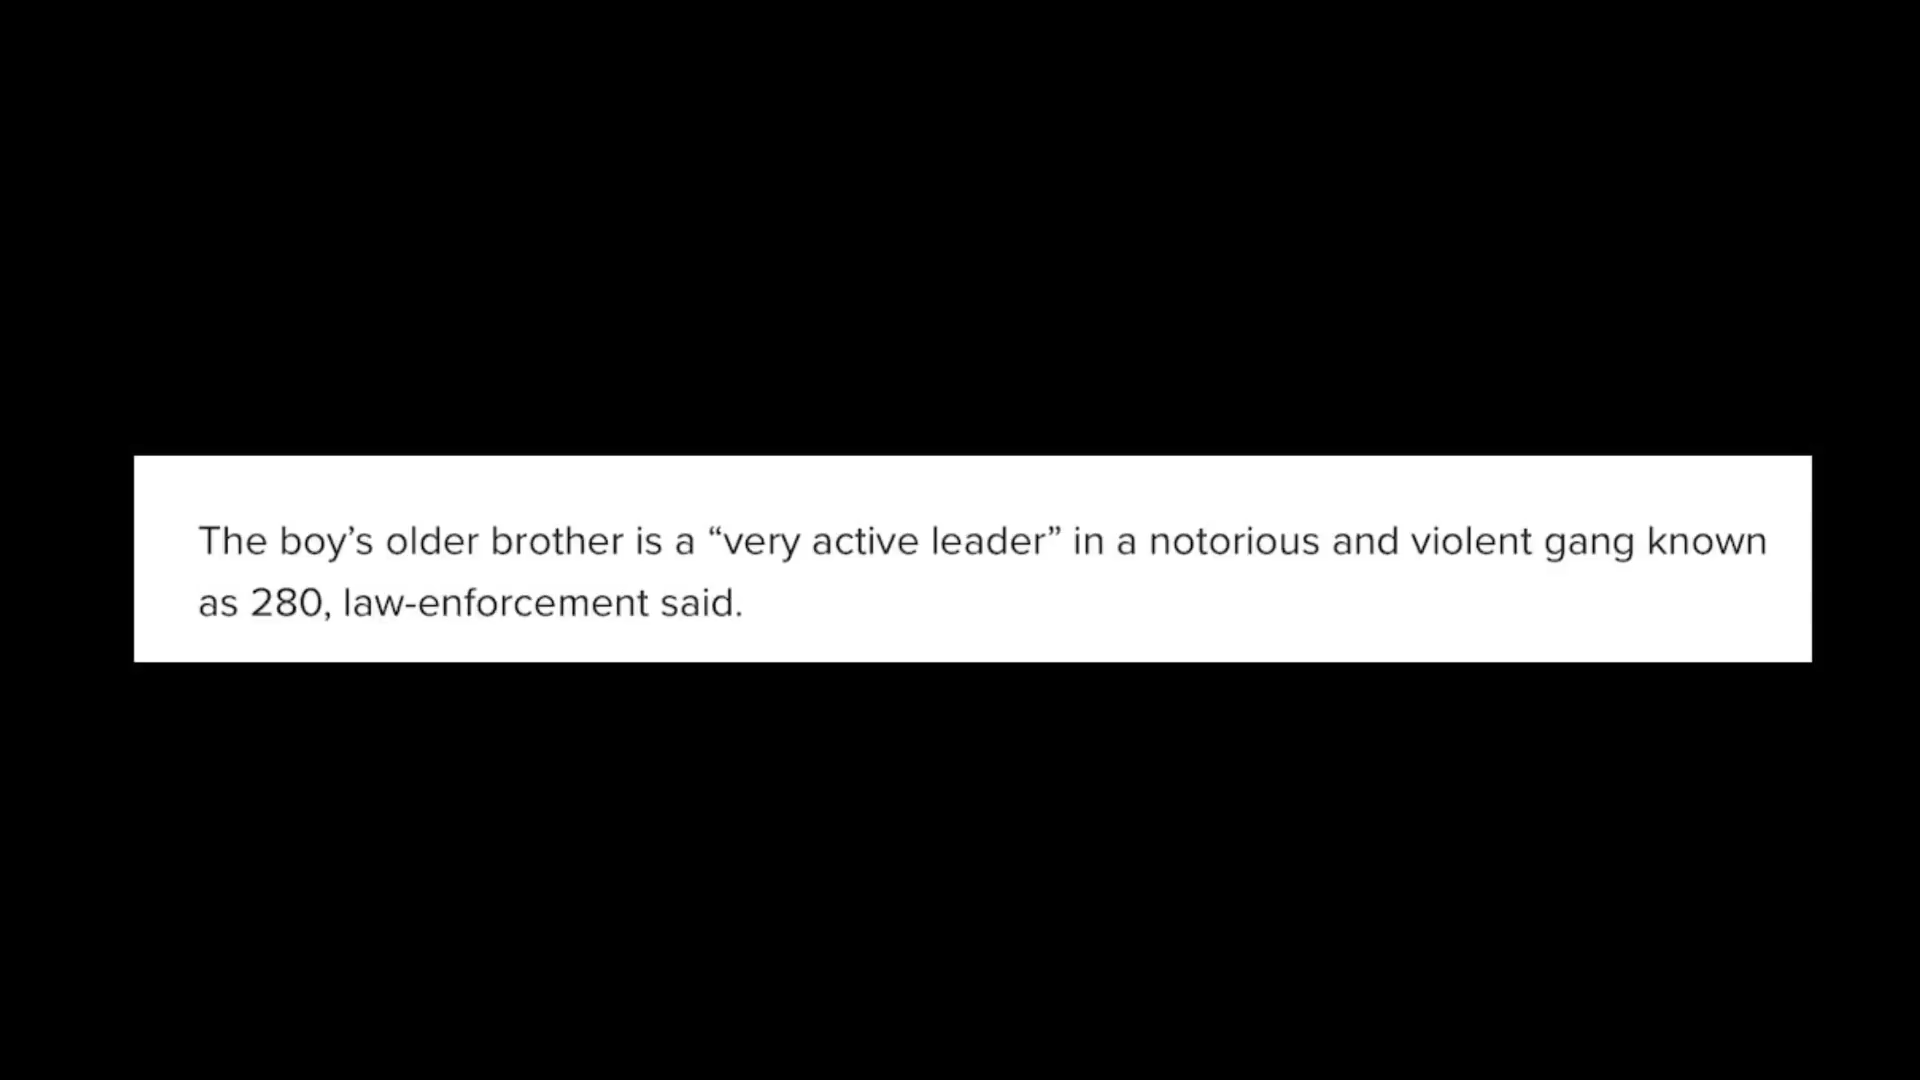 The boy’s older brother is a “very active leader” in a notorious and violent gang known
as 280, law-enforcement said.